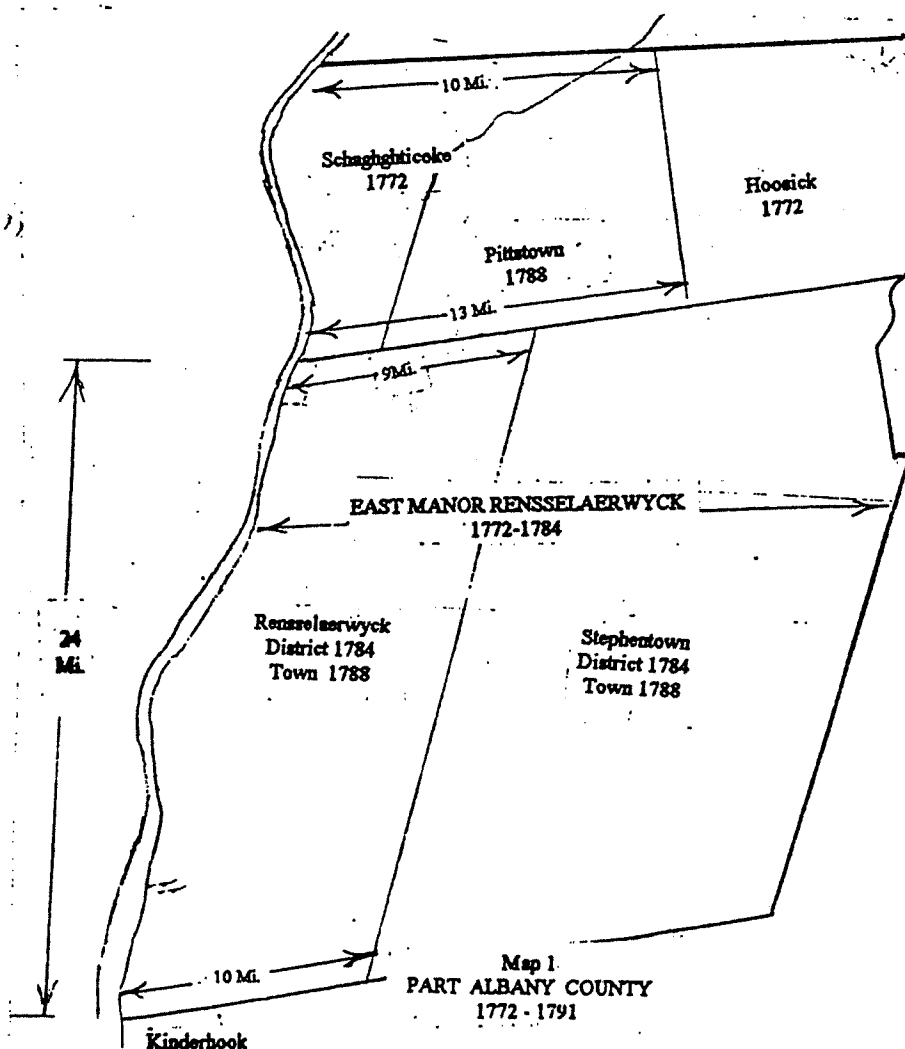 10 Mi.
Schaghghticoke
1772
Hoosick
1772
Pittstown
1788
13 Mi.
9Mi.
EAST MANOR RENSSELAERWYCK
1772-1784
24
Mi.
Rensselaerwyck
District 1784
Town 1788
Stephentown
District 1784
Town 1788
10 Mi.
Map 1
PART ALBANY COUNTY
1772 - 1791
Kinderhook